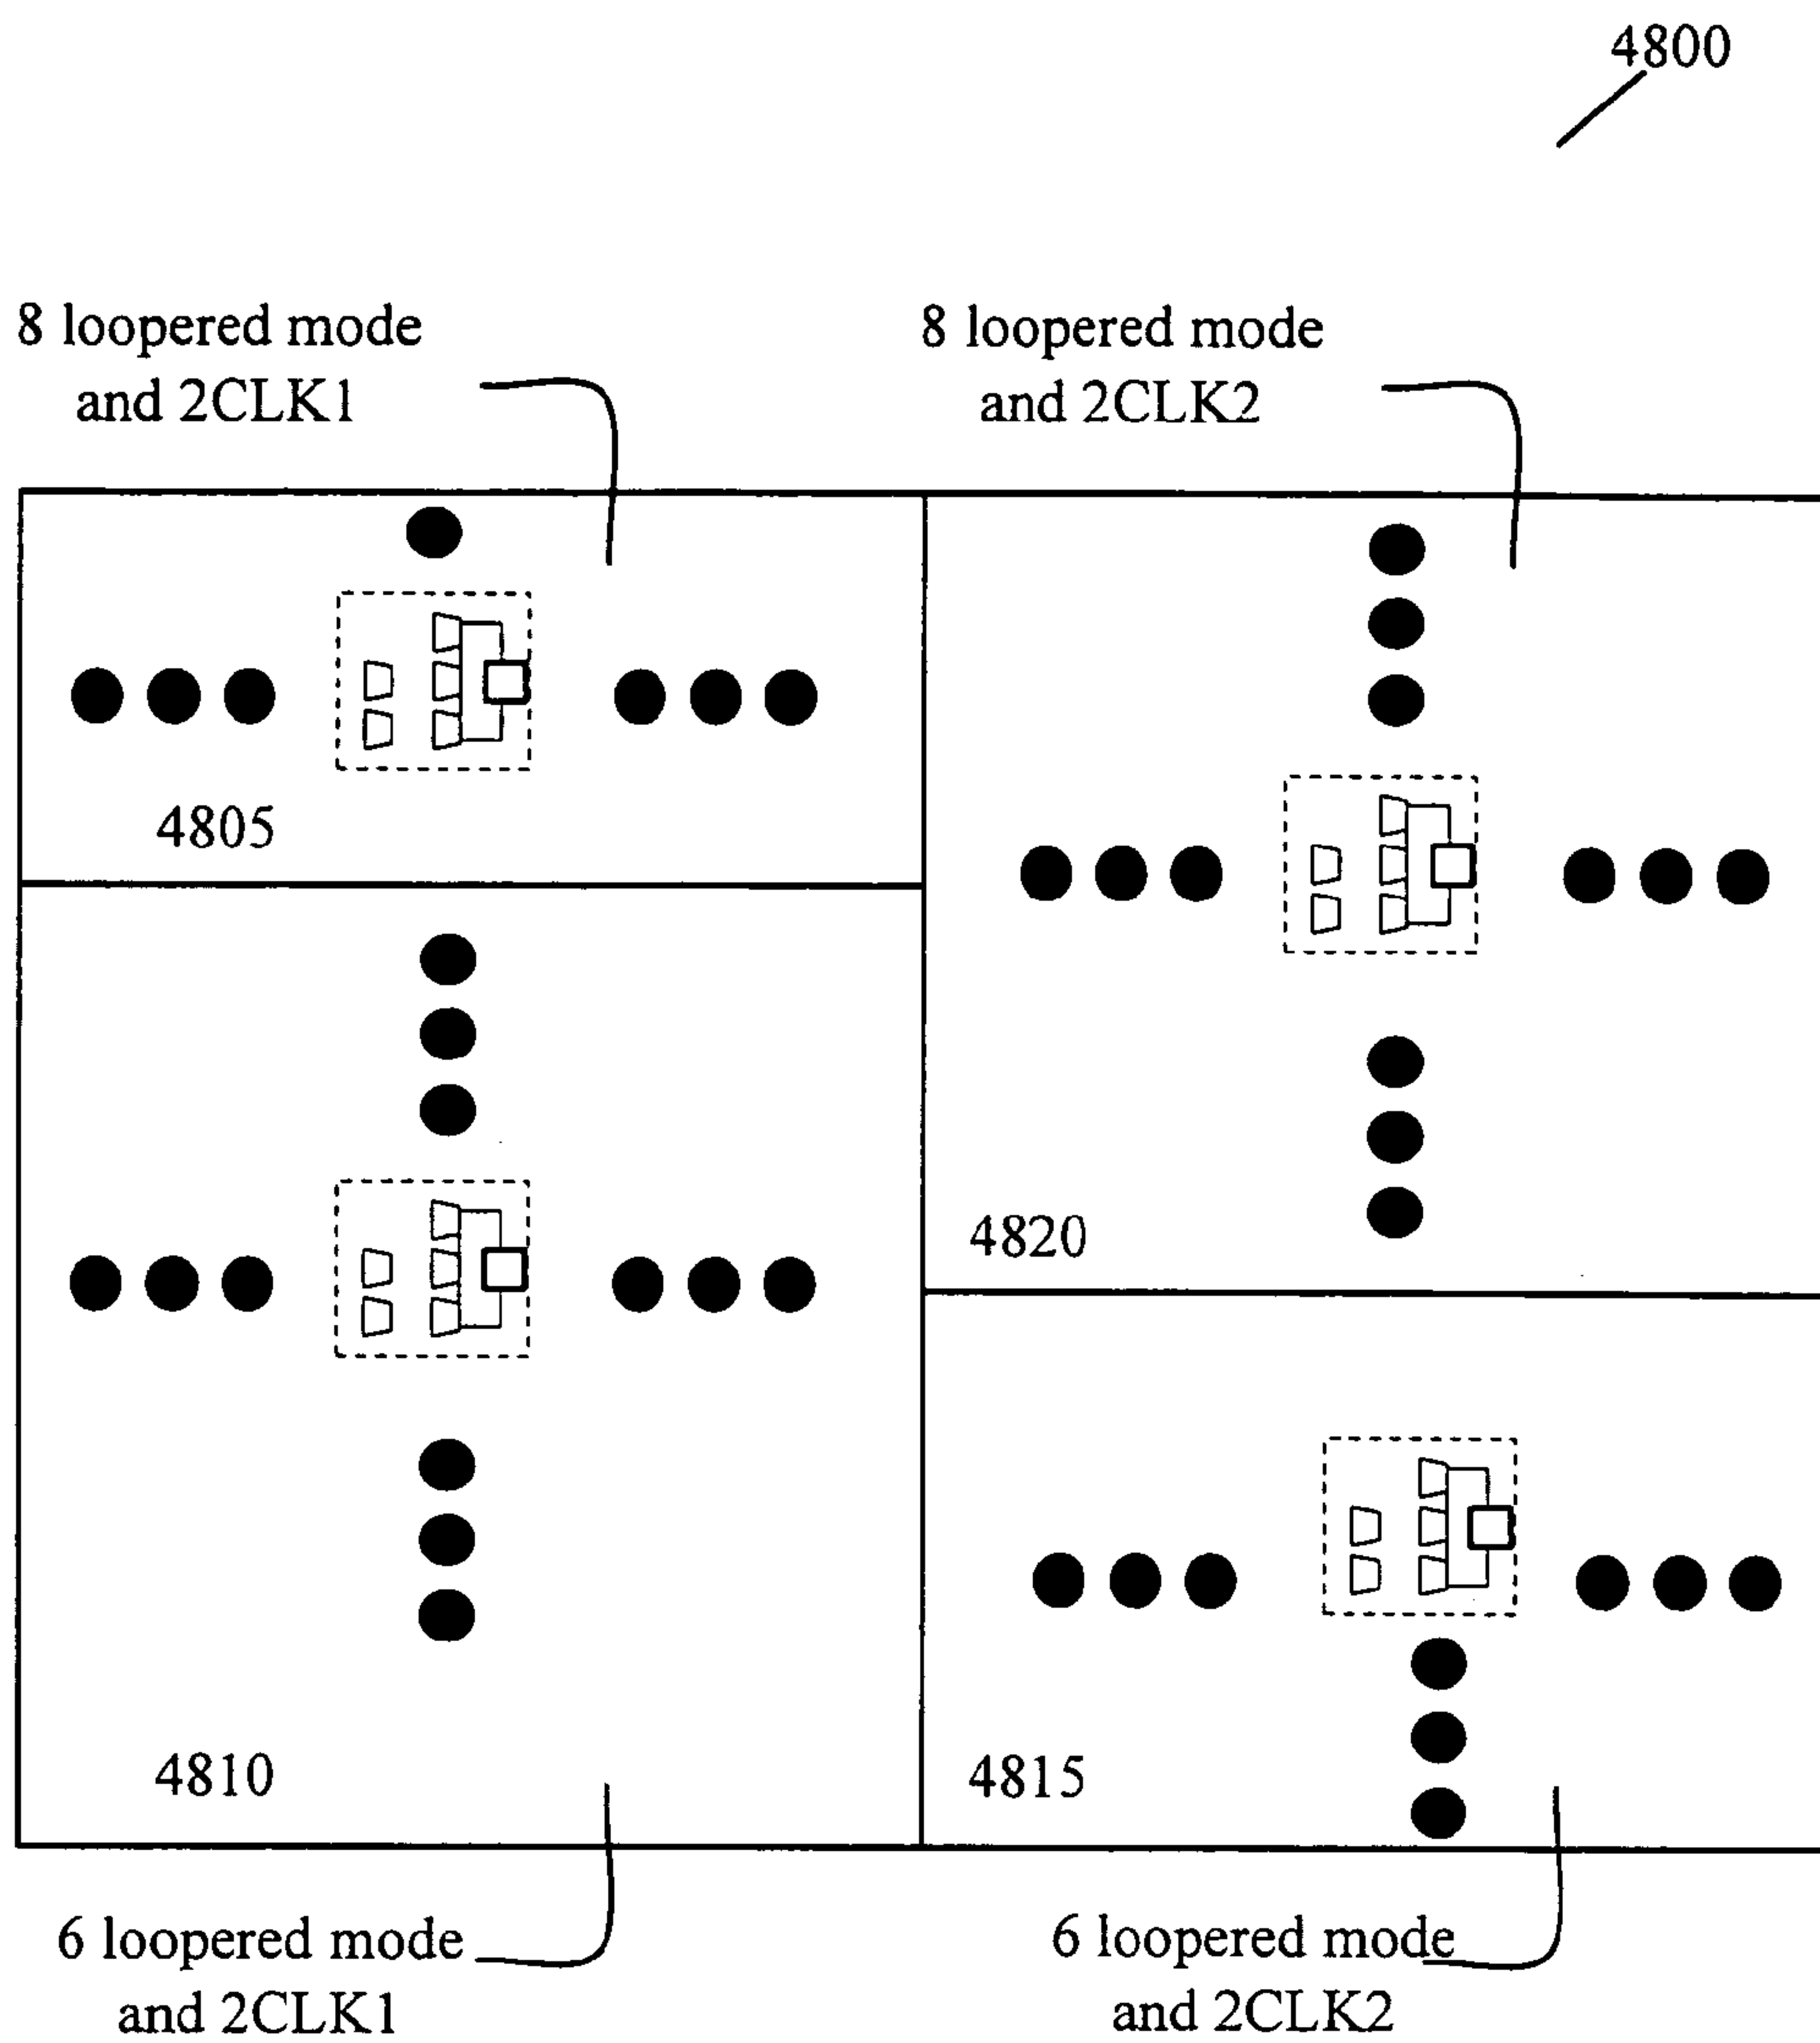 4800
8 loopered mode
and 2CLK1
8 loopered mode
and 2CLK2
4805
4820
4810
4815
6 loopered mode
and 2CLK1
6 loopered mode
and 2CLK2